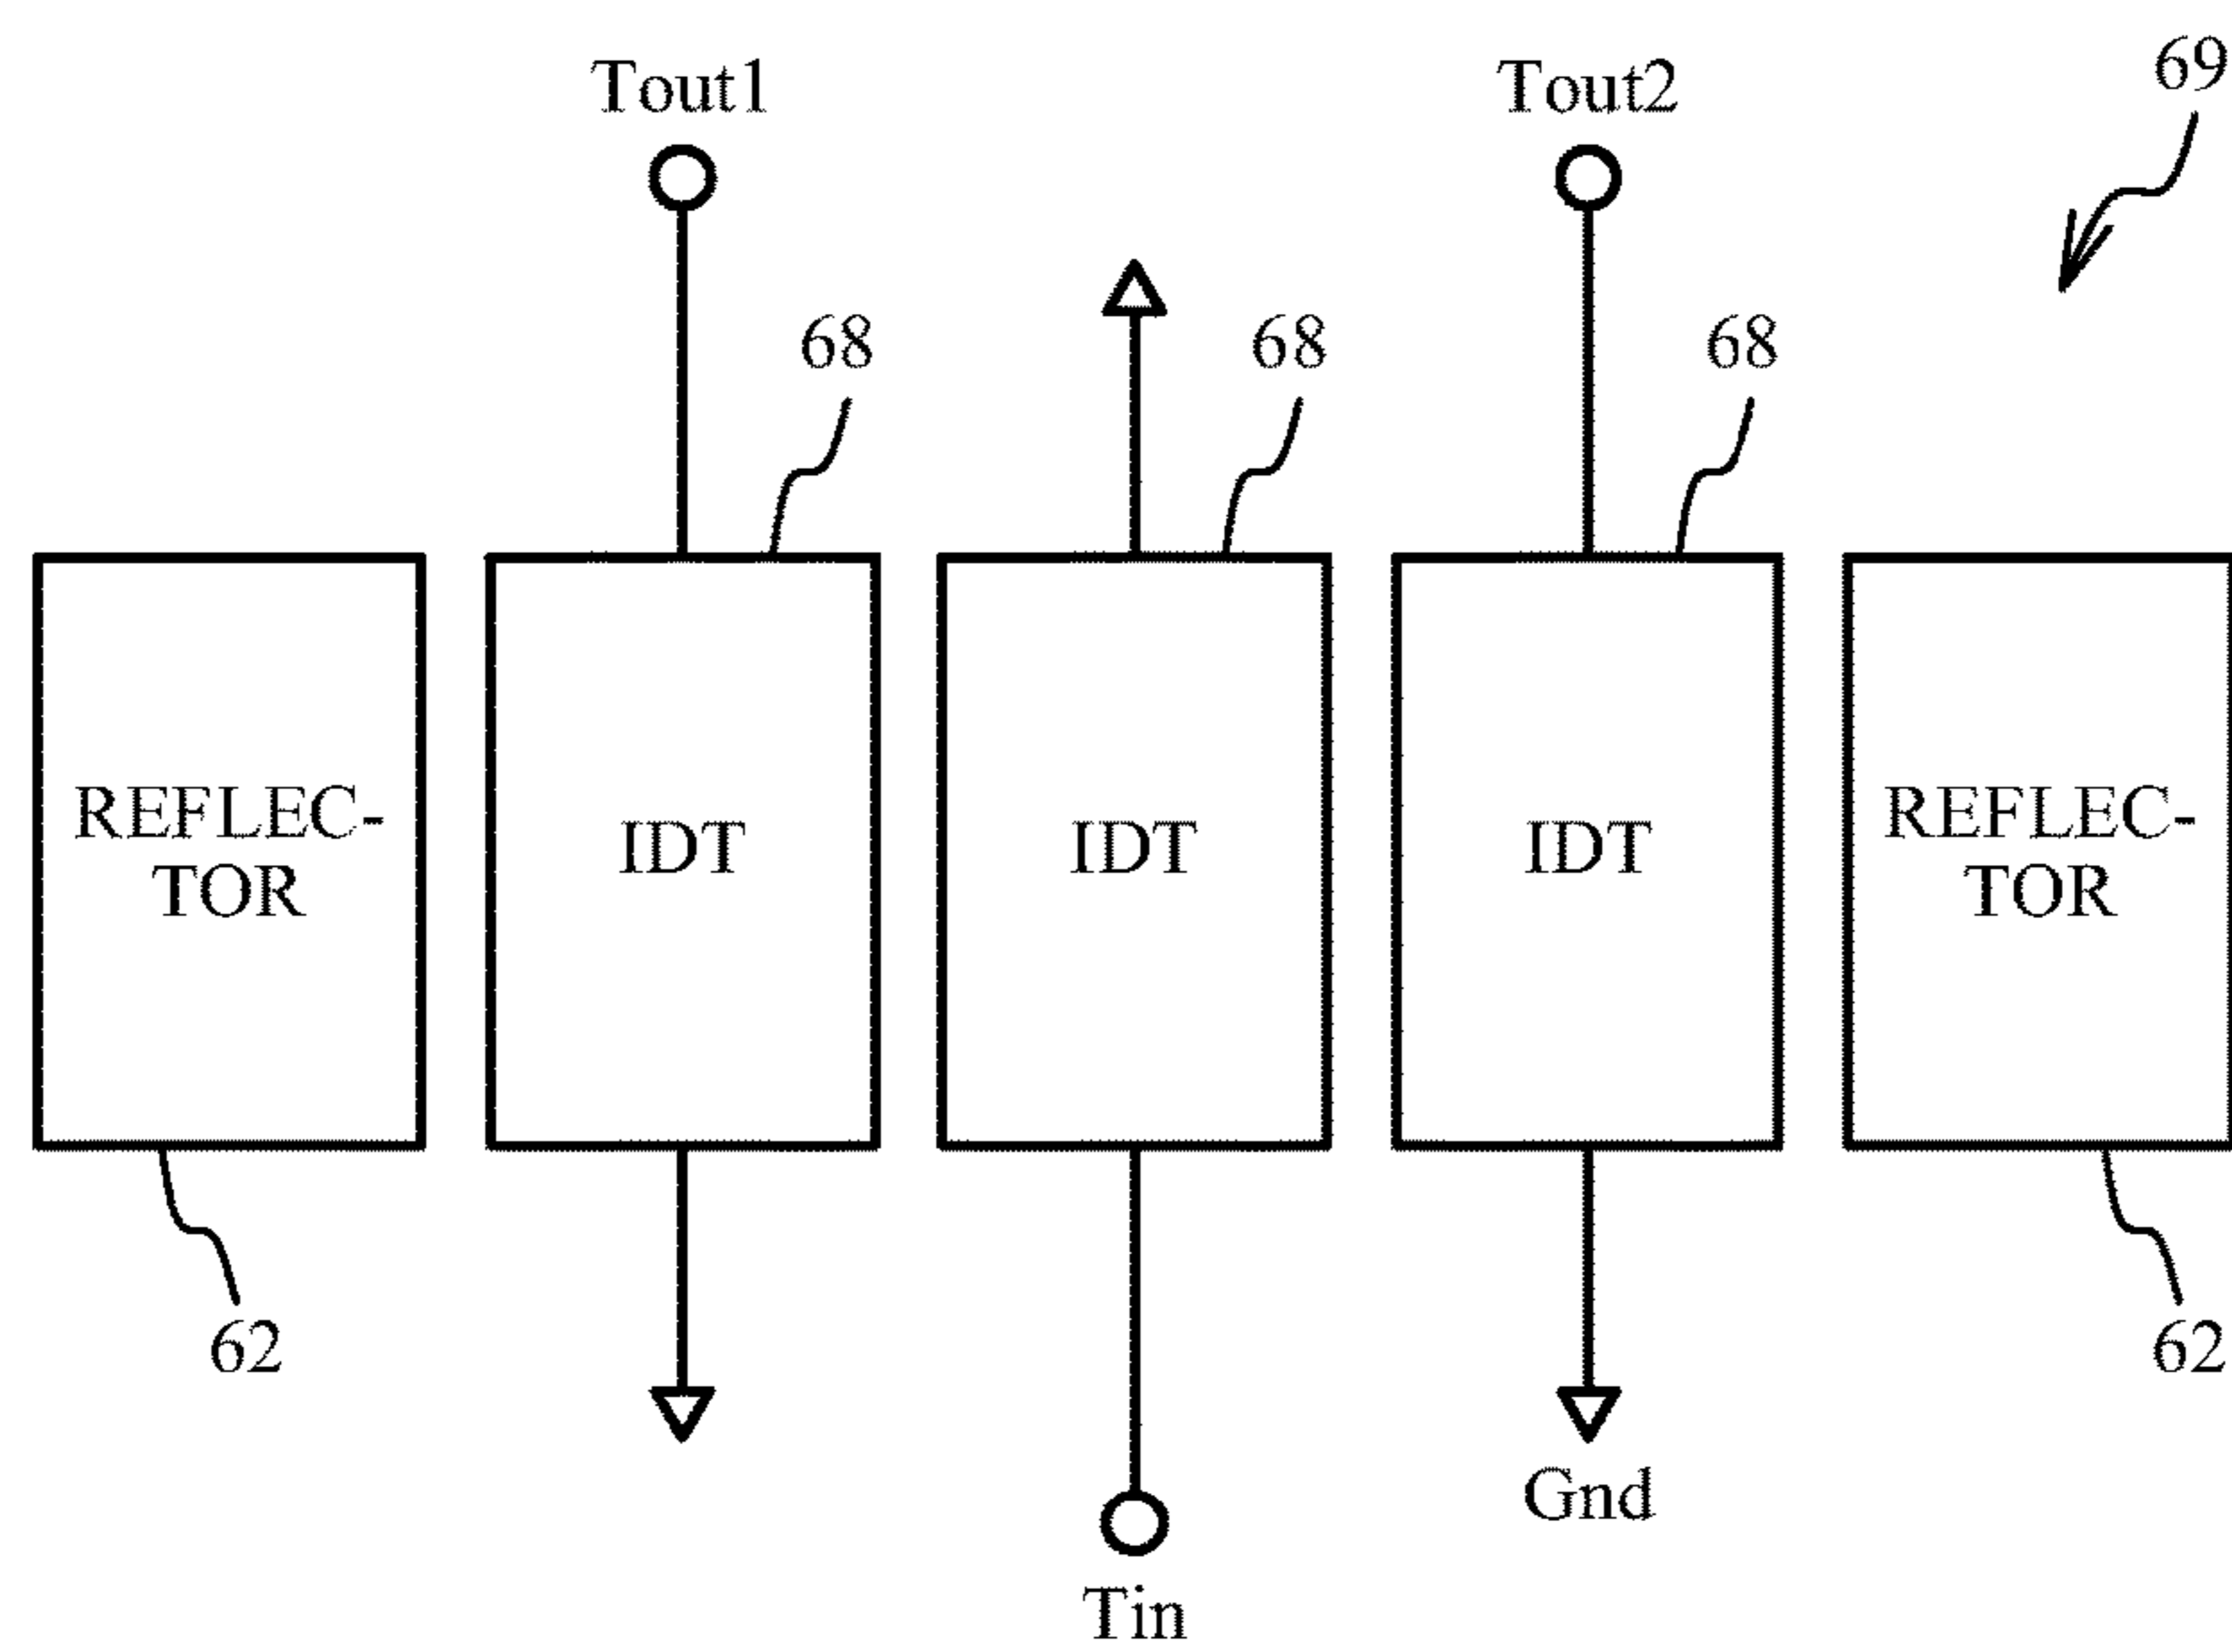 69
Tout1
Tout2
68
68
68
REFLEC-
TOR
IDT
IDT
IDT
REFLEC-
TOR
62
62
Gnd
Tin